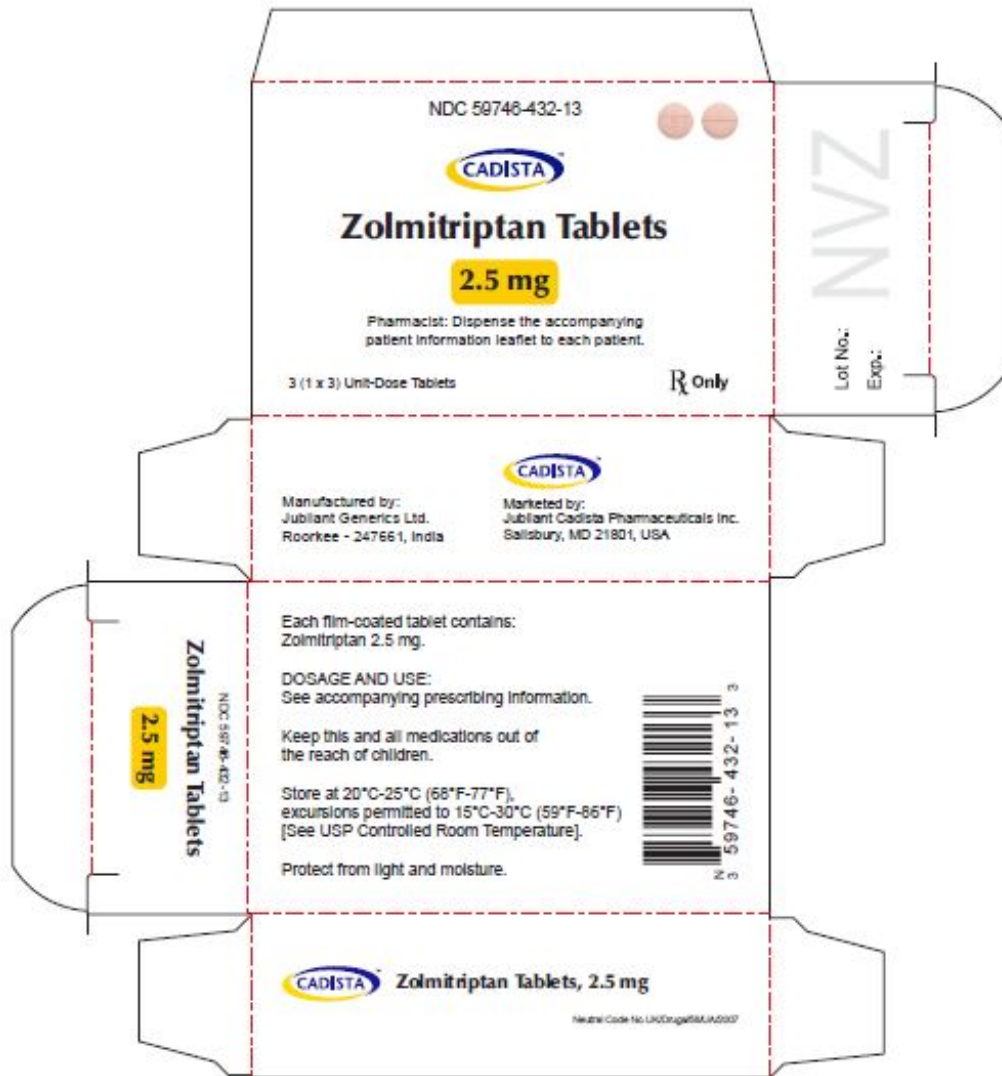 NDC 59746-432-13
CADISTA
Zolmitriptan Tablets
2.5 mg
Pharmacist: Dispense the accompanying
patient information leaflet to each patient.
3 (1 x 3) Unit-Dose Tablets
℞ Only
NVZ
Lot No.:
Exp.:
CADISTA
Manufactured by:
Jubilant Generics Ltd.
Roorkee - 247661, India
Marketed by:
Jubilant Cadista Pharmaceuticals Inc.
Salisbury, MD 21801, USA
NDC 59746-432-13
Zolmitriptan Tablets
2.5 mg
Each film-coated tablet contains:
Zolmitriptan 2.5 mg.
DOSAGE AND USE:
See accompanying prescribing information.
Keep this and all medications out of
the reach of children.
Store at 20°C-25°C (68°F-77°F),
excursions permitted to 15°C-30°C (59°F-86°F)
[See USP Controlled Room Temperature].
Protect from light and moisture.
N
3 59746-432-13 3
CADISTA
Zolmitriptan Tablets, 2.5 mg
Neutral Code No.